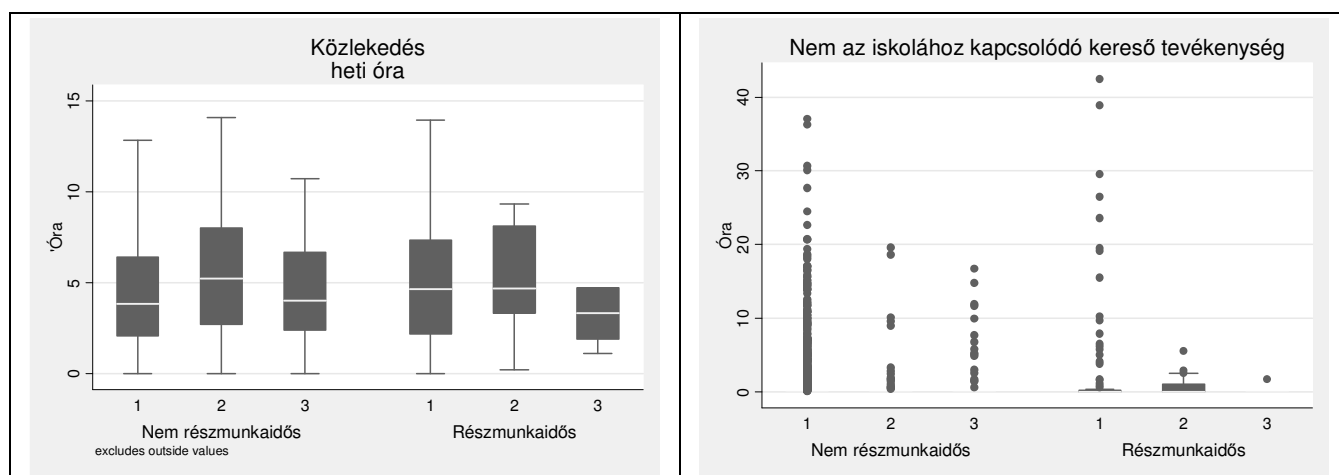 Közlekedés
heti óra
15
10
5
0
'Óra
1 2 3 1 2 3
Nem részmunkaidős Részmunkaidős
excludes outside values
Nem az iskolához kapcsolódó kereső tevékenység
40
30
20
10
0
Óra
1 2 3 1 2 3
Nem részmunkaidős Részmunkaidős